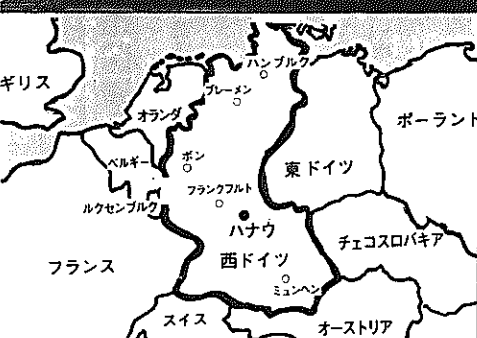 ハンブルク
ギリス
ブレーメン
オランダ
ポーランド
ベルギー
ボン
東ドイツ
フランクフルト
ルクセンブルク
ハナウ
チェコスロバキア
西ドイツ
フランス
ミュンヘン
スイス
オーストリア